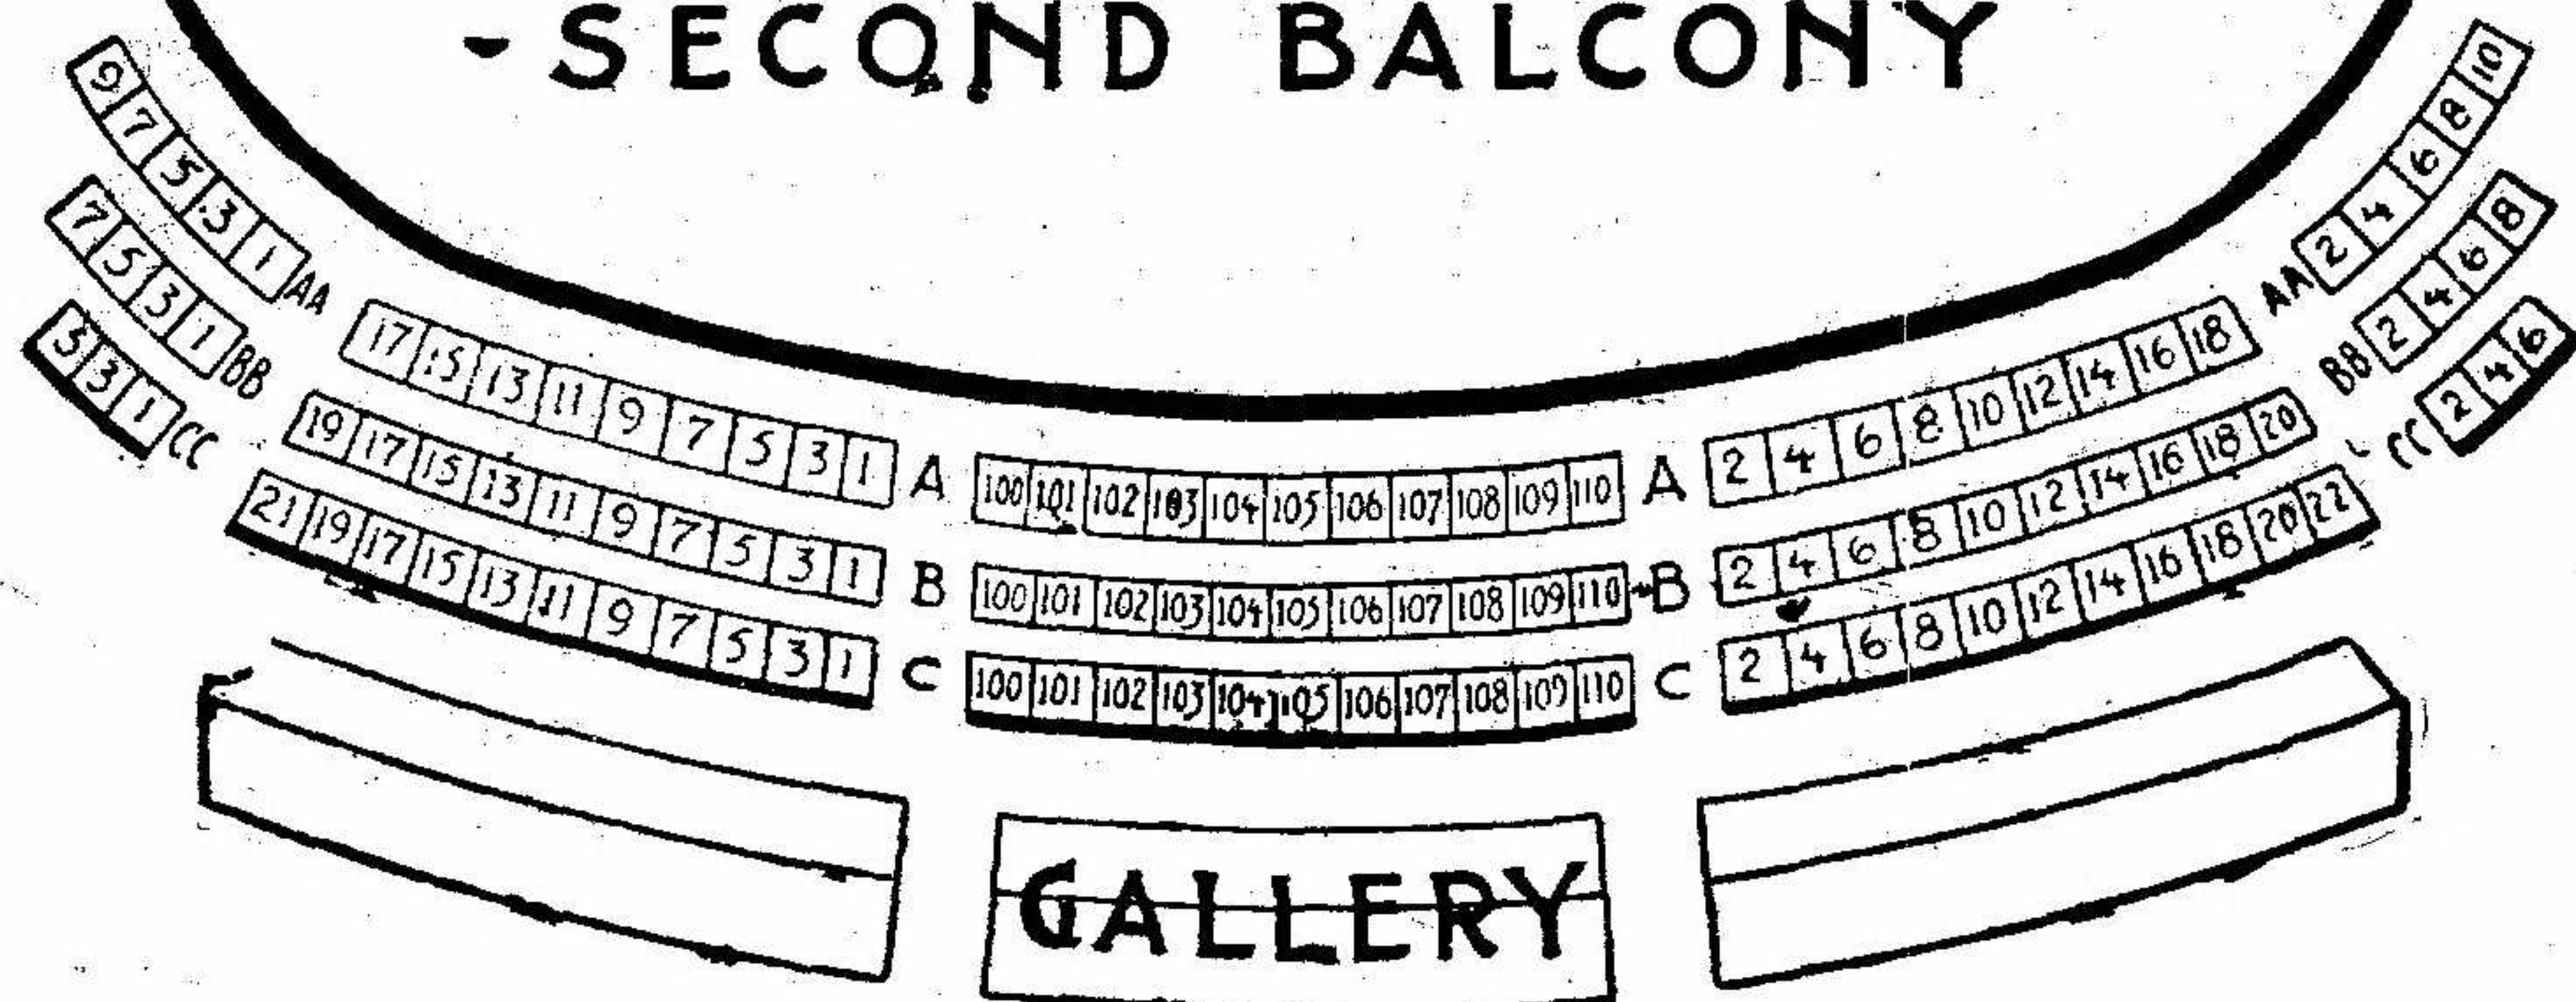 -SECOND BALCONY
9 7 5 3 1 AA
7 5 3 1 BB
5 3 1 CC
17 15 13 11 9 7 5 3 1 A 100 101 102 103 104 105 106 107 108 109 110 A 2 4 6 8 10 12 14 16 18
19 17 15 13 11 9 7 5 3 1 B 100 101 102 103 104 105 106 107 108 109 110 B 2 4 6 8 10 12 14 16 18 20
21 19 17 15 13 11 9 7 5 3 1 C 100 101 102 103 104 105 106 107 108 109 110 C 2 4 6 8 10 12 14 16 18 20 22
AA 2 4 6 8 10
BB 2 4 6 8
CC 2 4 6
GALLERY